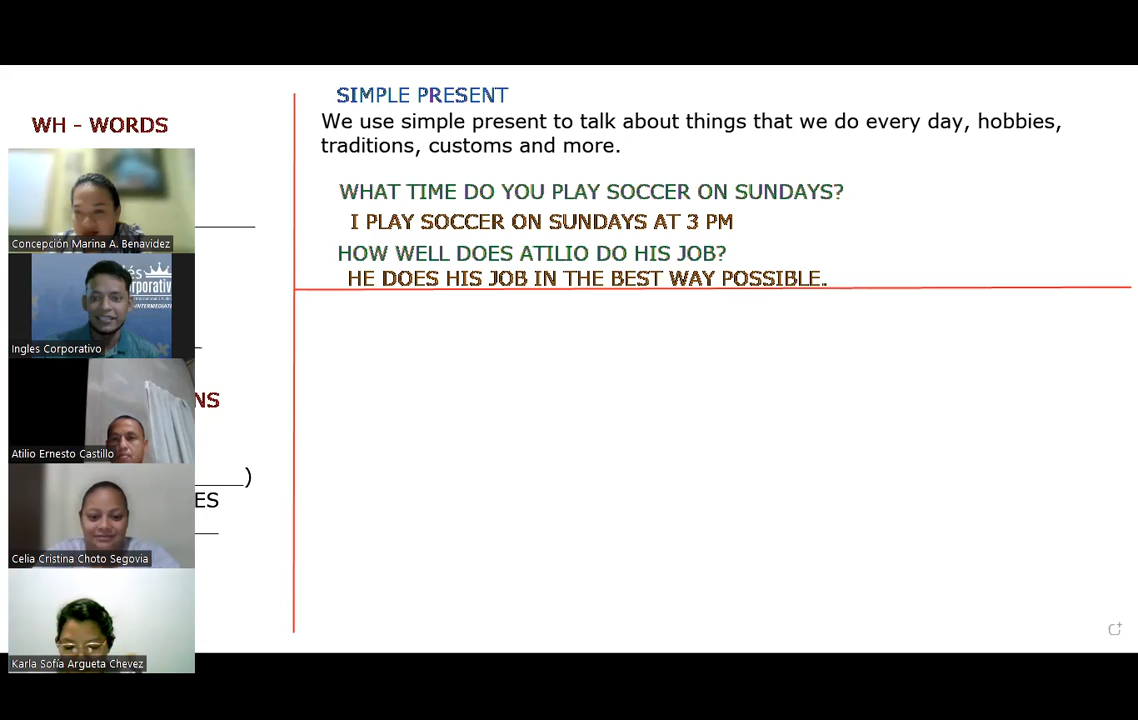 WH - WORDS
NS
)
ES
SIMPLE PRESENT
We use simple present to talk about things that we do every day, hobbies,
traditions, customs and more.
WHAT TIME DO YOU PLAY SOCCER ON SUNDAYS?
I PLAY SOCCER ON SUNDAYS AT 3 PM
HOW WELL DOES ATILIO DO HIS JOB?
HE DOES HIS JOB IN THE BEST WAY POSSIBLE.
Concepción Marina A. Benavidez
Ingles Corporativo
Atilio Ernesto Castillo
Celia Cristina Choto Segovia
Karla Sofía Argueta Chevez